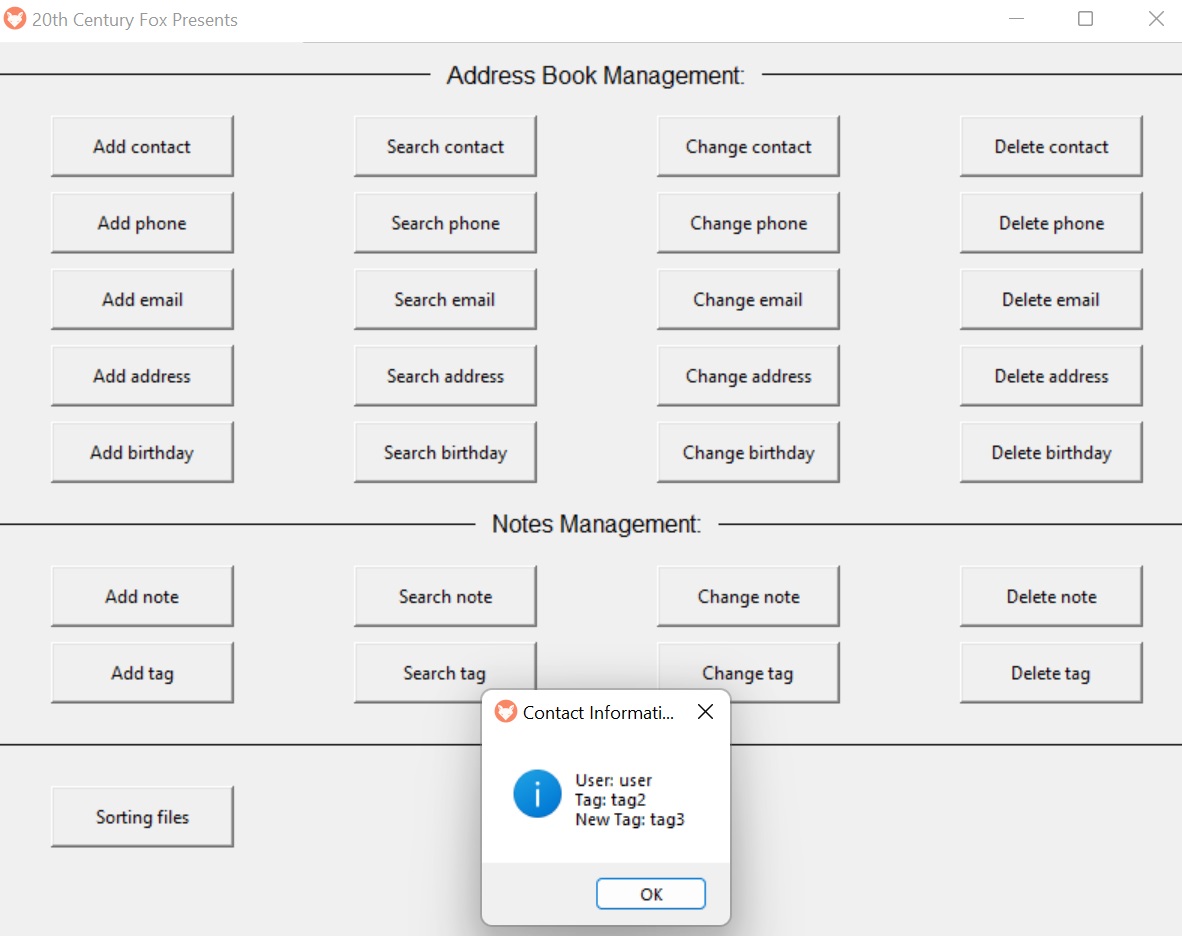 20th Century Fox Presents
Address Book Management:
Add contact Search contact Change contact Delete contact
Add phone Search phone Change phone Delete phone
Add email Search email Change email Delete email
Add address Search address Change address Delete address
Add birthday Search birthday Change birthday Delete birthday
Notes Management:
Add note Search note Change note Delete note
Add tag Search tag Change tag Delete tag
Contact Informati...
User: user
Tag: tag2
New Tag: tag3
Sorting files
OK